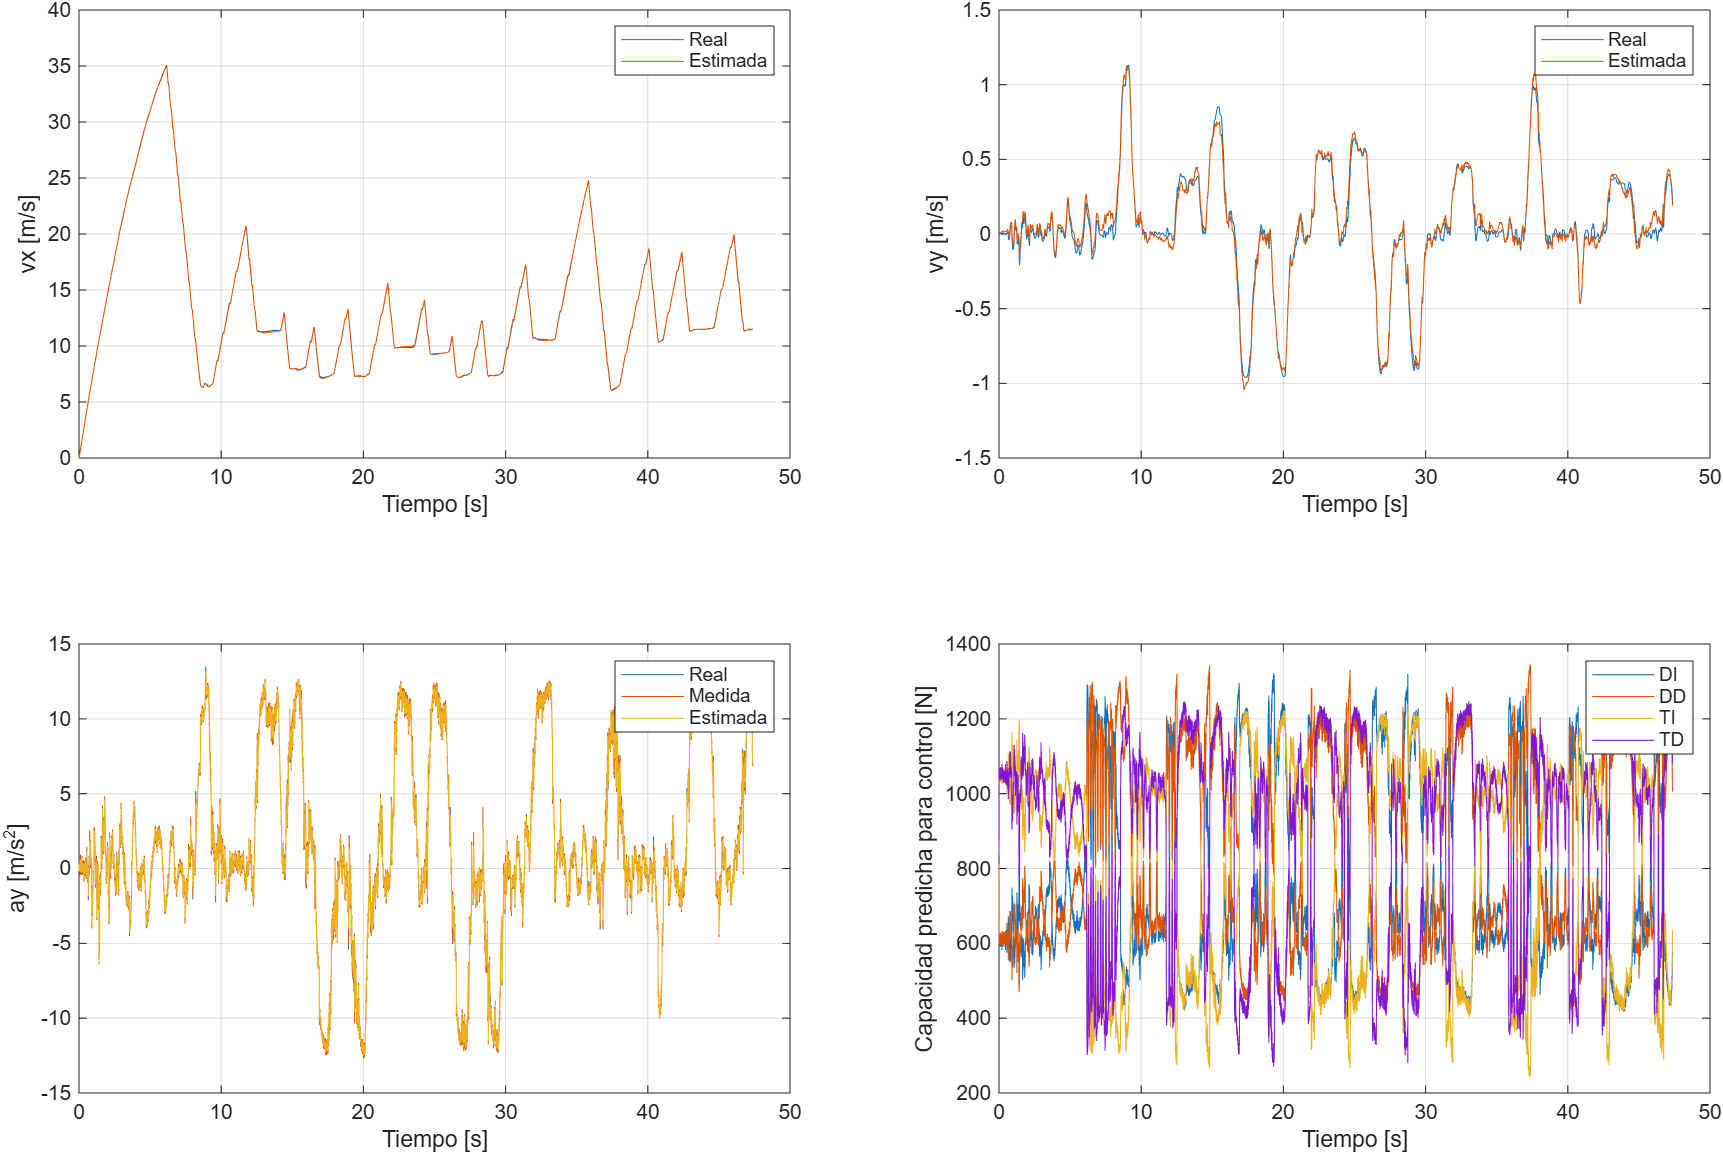 40
35
30
25
20
15
10
5
0
vx [m/s]
0 10 20 30 40 50
Tiempo [s]
Real
Estimada
1.5
1
0.5
0
-0.5
-1
-1.5
vy [m/s]
0 10 20 30 40 50
Tiempo [s]
Real
Estimada
15
10
5
0
-5
-10
-15
ay [m/s²]
0 10 20 30 40 50
Tiempo [s]
Real
Medida
Estimada
1400
1200
1000
800
600
400
200
Capacidad predicha para control [N]
0 10 20 30 40 50
Tiempo [s]
DI
DD
TI
TD